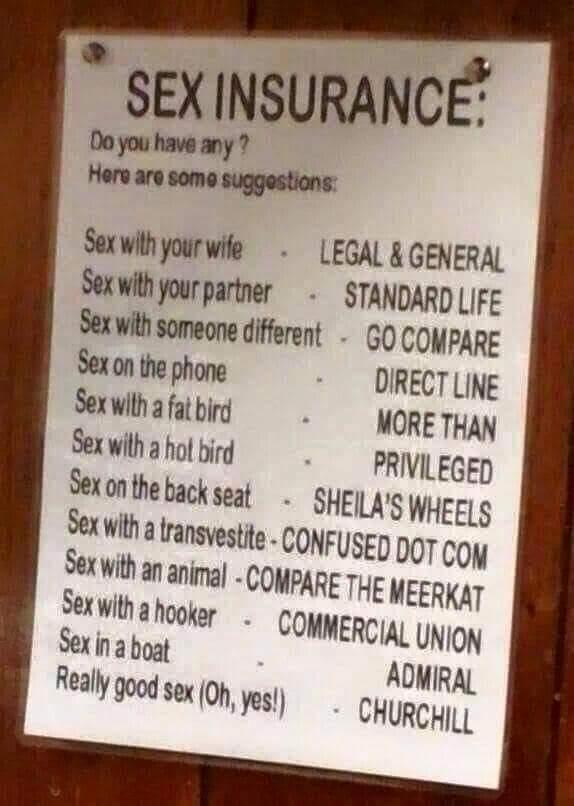 SEX INSURANCE:
Do you have any ?
Here are some suggestions:
Sex with your wife - LEGAL & GENERAL
Sex with your partner - STANDARD LIFE
Sex with someone different - GO COMPARE
Sex on the phone - DIRECT LINE
Sex with a fat bird - MORE THAN
Sex with a hot bird - PRIVILEGED
Sex on the back seat - SHEILA'S WHEELS
Sex with a transvestite - CONFUSED DOT COM
Sex with an animal - COMPARE THE MEERKAT
Sex with a hooker - COMMERCIAL UNION
Sex in a boat - ADMIRAL
Really good sex (Oh, yes!) - CHURCHILL